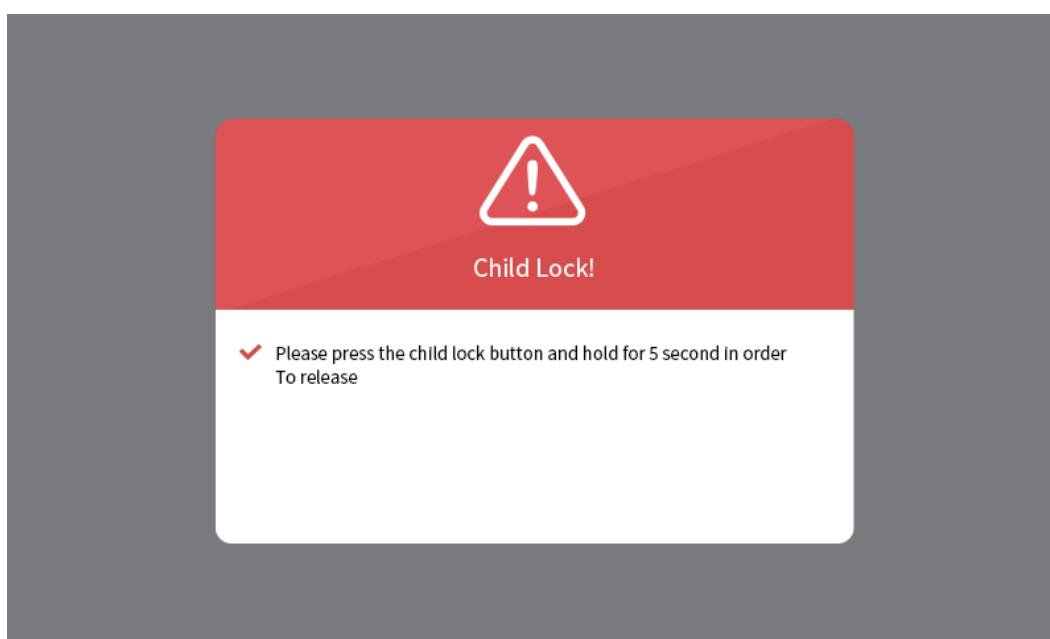 Child Lock!
Please press the child lock button and hold for 5 second in order
To release